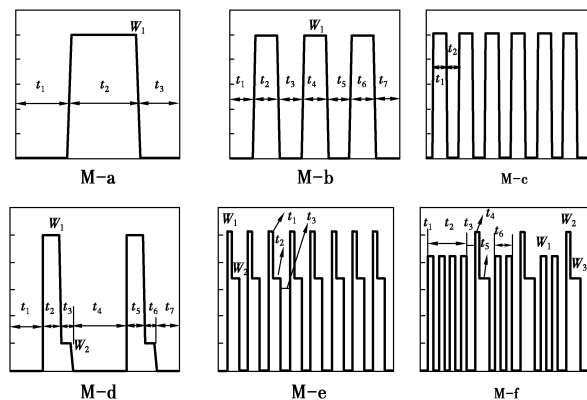 W1
t1 t2 t3
M-a
W1
t1 t2 t3 t4 t5 t6 t7
M-b
t2
t1
M-c
W1
t1 t2 t3 t4 t5 t6 t7
W2
M-d
W1 t1 t3
t2
W2
M-e
t4 W2
t1 t2 t3 t6
W1
t5 W3
M-f